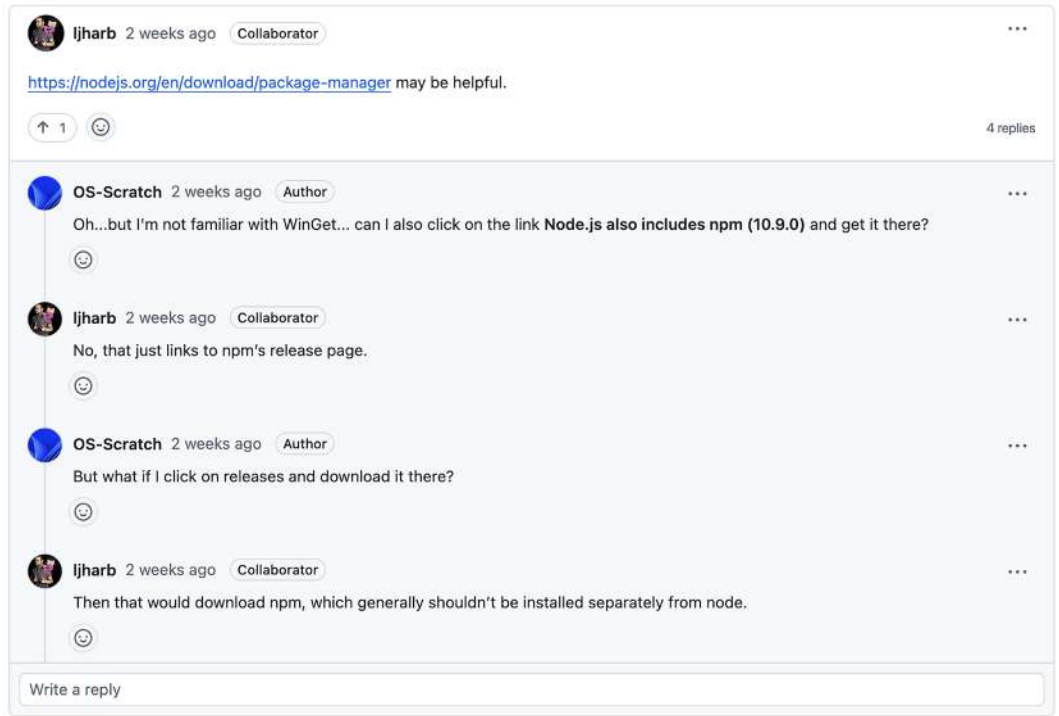 ljharb 2 weeks ago Collaborator
https://nodejs.org/en/download/package-manager may be helpful.
↑ 1
4 replies
OS-Scratch 2 weeks ago Author
Oh...but I'm not familiar with WinGet... can I also click on the link Node.js also includes npm (10.9.0) and get it there?
ljharb 2 weeks ago Collaborator
No, that just links to npm's release page.
OS-Scratch 2 weeks ago Author
But what if I click on releases and download it there?
ljharb 2 weeks ago Collaborator
Then that would download npm, which generally shouldn't be installed separately from node.
Write a reply